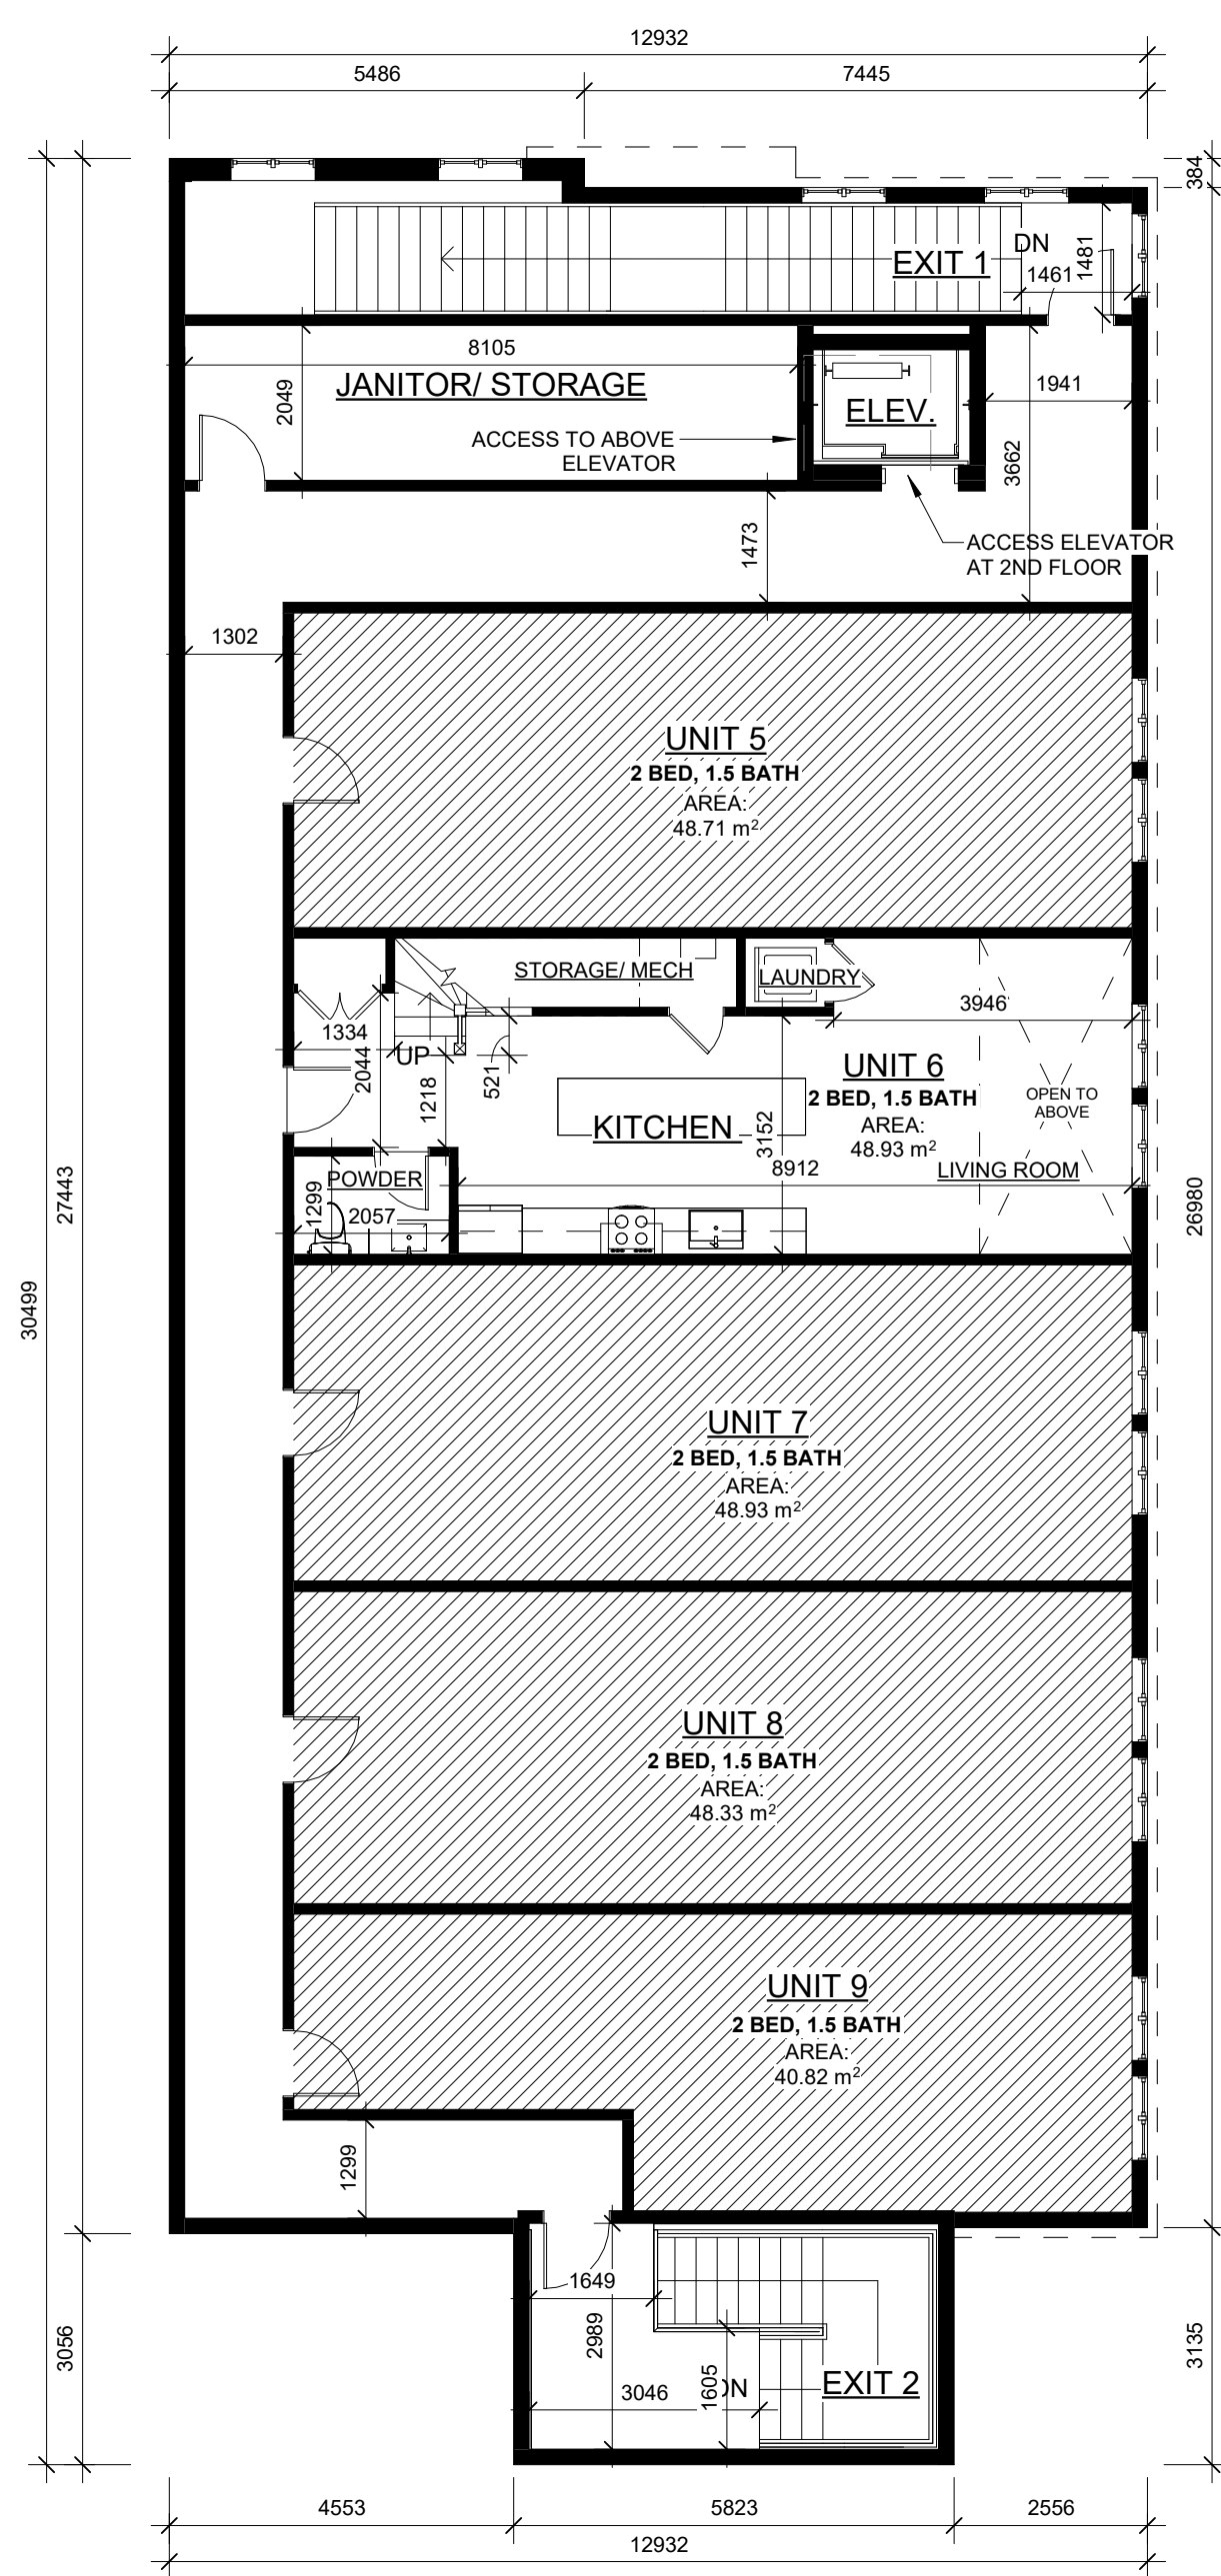 12932
5486
7445
384
DN
EXIT 1
1481
1461
8105
JANITOR/ STORAGE
2049
ELEV.
1941
ACCESS TO ABOVE
ELEVATOR
3662
1473
ACCESS ELEVATOR
AT 2ND FLOOR
1302
UNIT 5
2 BED, 1.5 BATH
AREA:
48.71 m²
STORAGE/ MECH
LAUNDRY
3946
1334
2044
UP
1218
521
UNIT 6
2 BED, 1.5 BATH
AREA:
48.93 m²
OPEN TO
ABOVE
KITCHEN
3152
8912
LIVING ROOM
POWDER
1299
2057
27443
26980
30499
UNIT 7
2 BED, 1.5 BATH
AREA:
48.93 m²
UNIT 8
2 BED, 1.5 BATH
AREA:
48.33 m²
UNIT 9
2 BED, 1.5 BATH
AREA:
40.82 m²
1299
1649
2989
3056
3135
3046
1605
DN
EXIT 2
4553
5823
2556
12932